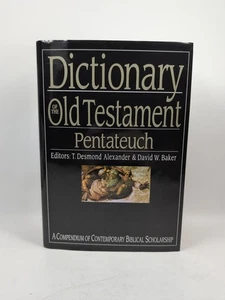 Dictionary
OF THE
Old Testament
Pentateuch
Editors: T. Desmond Alexander & David W. Baker
A COMPENDIUM OF CONTEMPORARY BIBLICAL SCHOLARSHIP